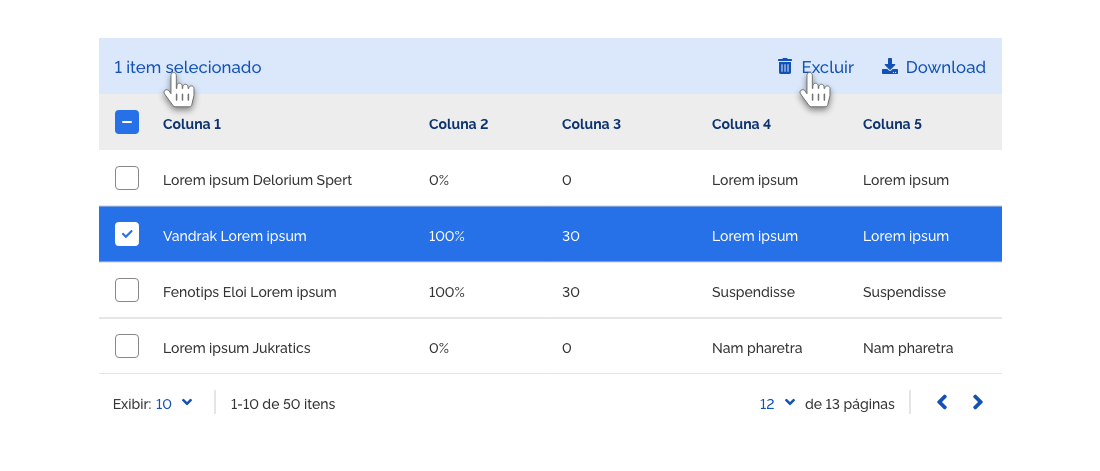 1 item selecionado Excluir Download
Coluna 1 Coluna 2 Coluna 3 Coluna 4 Coluna 5
Lorem ipsum Delorium Spert 0% 0 Lorem ipsum Lorem ipsum
Vandrak Lorem ipsum 100% 30 Lorem ipsum Lorem ipsum
Fenotips Eloi Lorem ipsum 100% 30 Suspendisse Suspendisse
Lorem ipsum Jukratics 0% 0 Nam pharetra Nam pharetra
Exibir: 10 1-10 de 50 itens 12 de 13 páginas